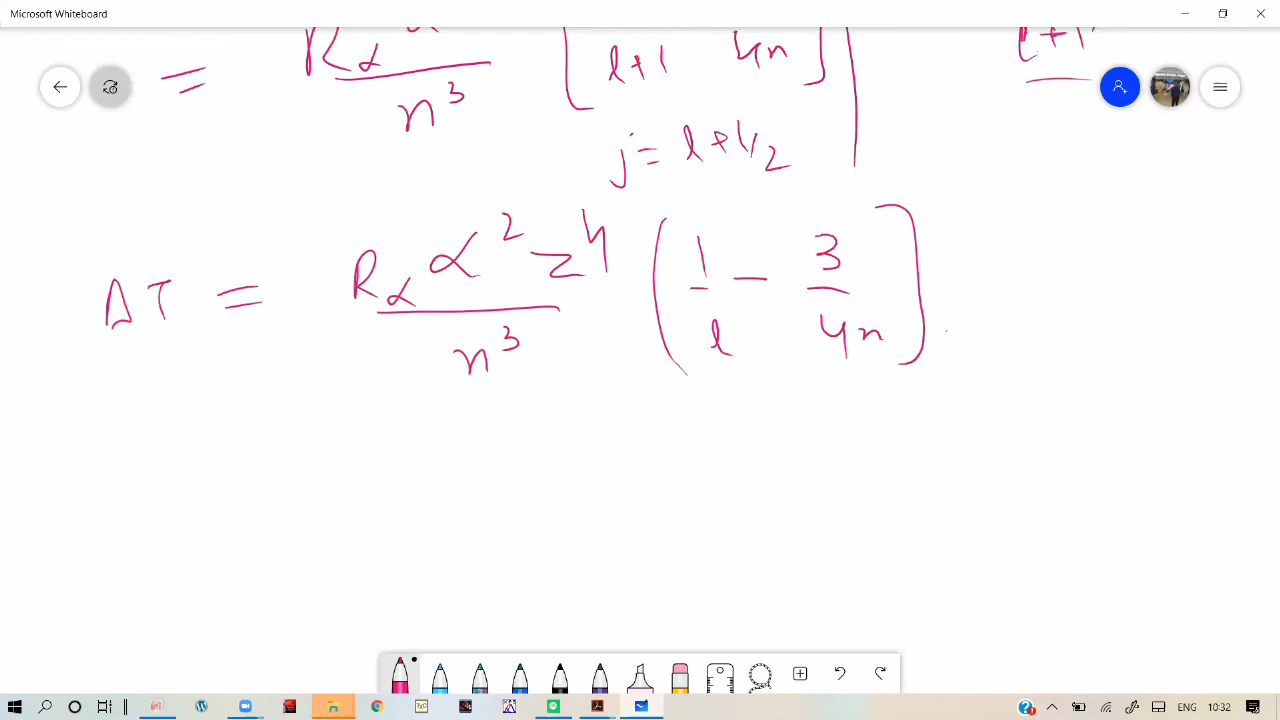 Microsoft Whiteboard
= R_α / n³ [ l+1 4n ]
l+1
j = l+1/2
ΔT = R_α α² z⁴ / n³ ( 1/l - 3/4n ]
ENG 10:32